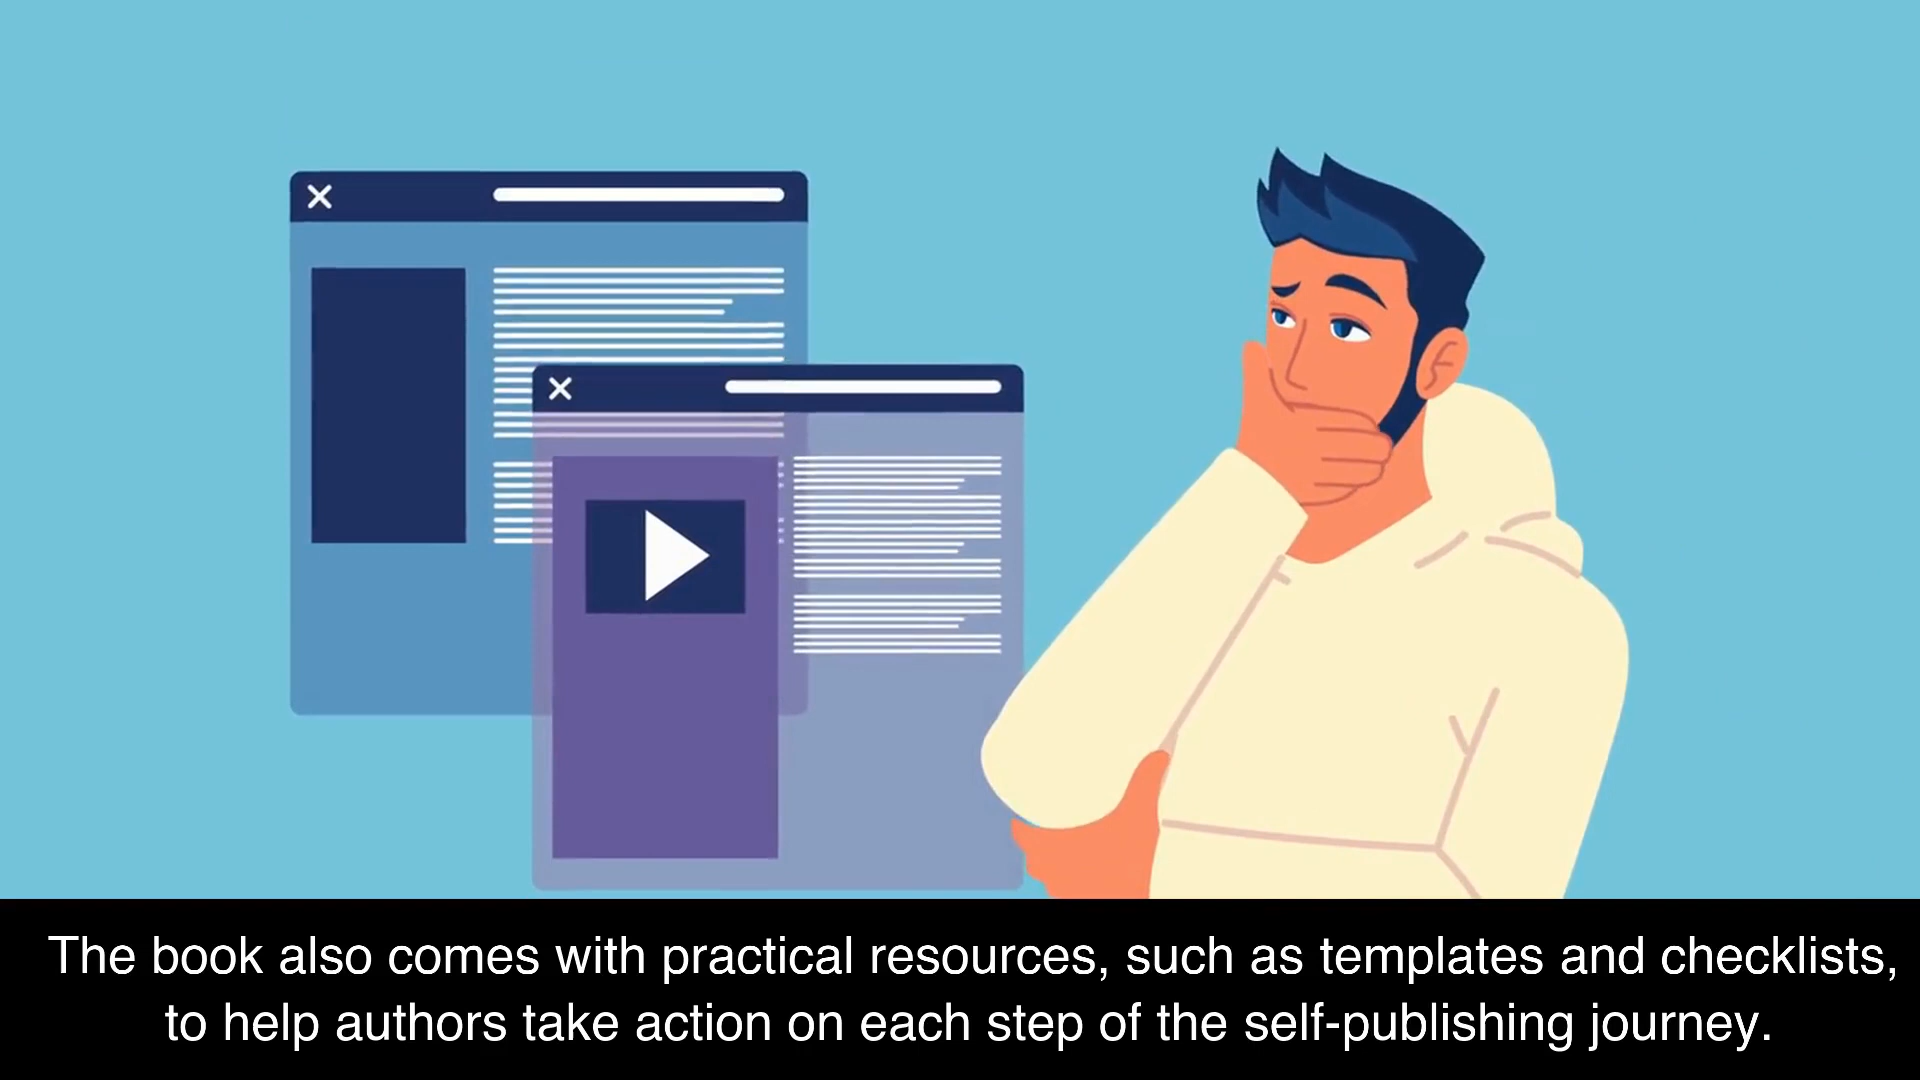 The book also comes with practical resources, such as templates and checklists,
to help authors take action on each step of the self-publishing journey.